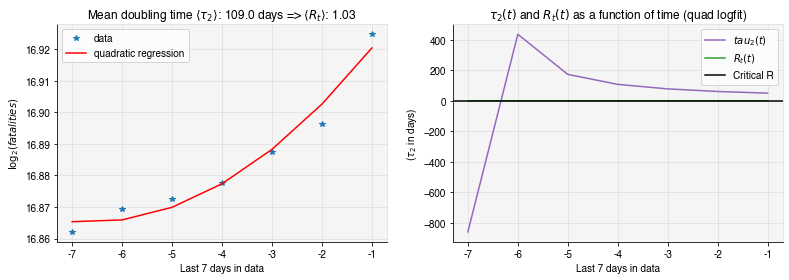 Mean doubling time ⟨τ₂⟩: 109.0 days => ⟨Rₜ⟩: 1.03
log₂(fatalities)
16.92
16.91
16.90
16.89
16.88
16.87
16.86
data
quadratic regression
-7 -6 -5 -4 -3 -2 -1
Last 7 days in data
τ₂(t) and Rₜ(t) as a function of time (quad logfit)
(τ₂ in days)
400
200
0
−200
−400
−600
−800
tau₂(t)
Rₜ(t)
Critical R
-7 -6 -5 -4 -3 -2 -1
Last 7 days in data